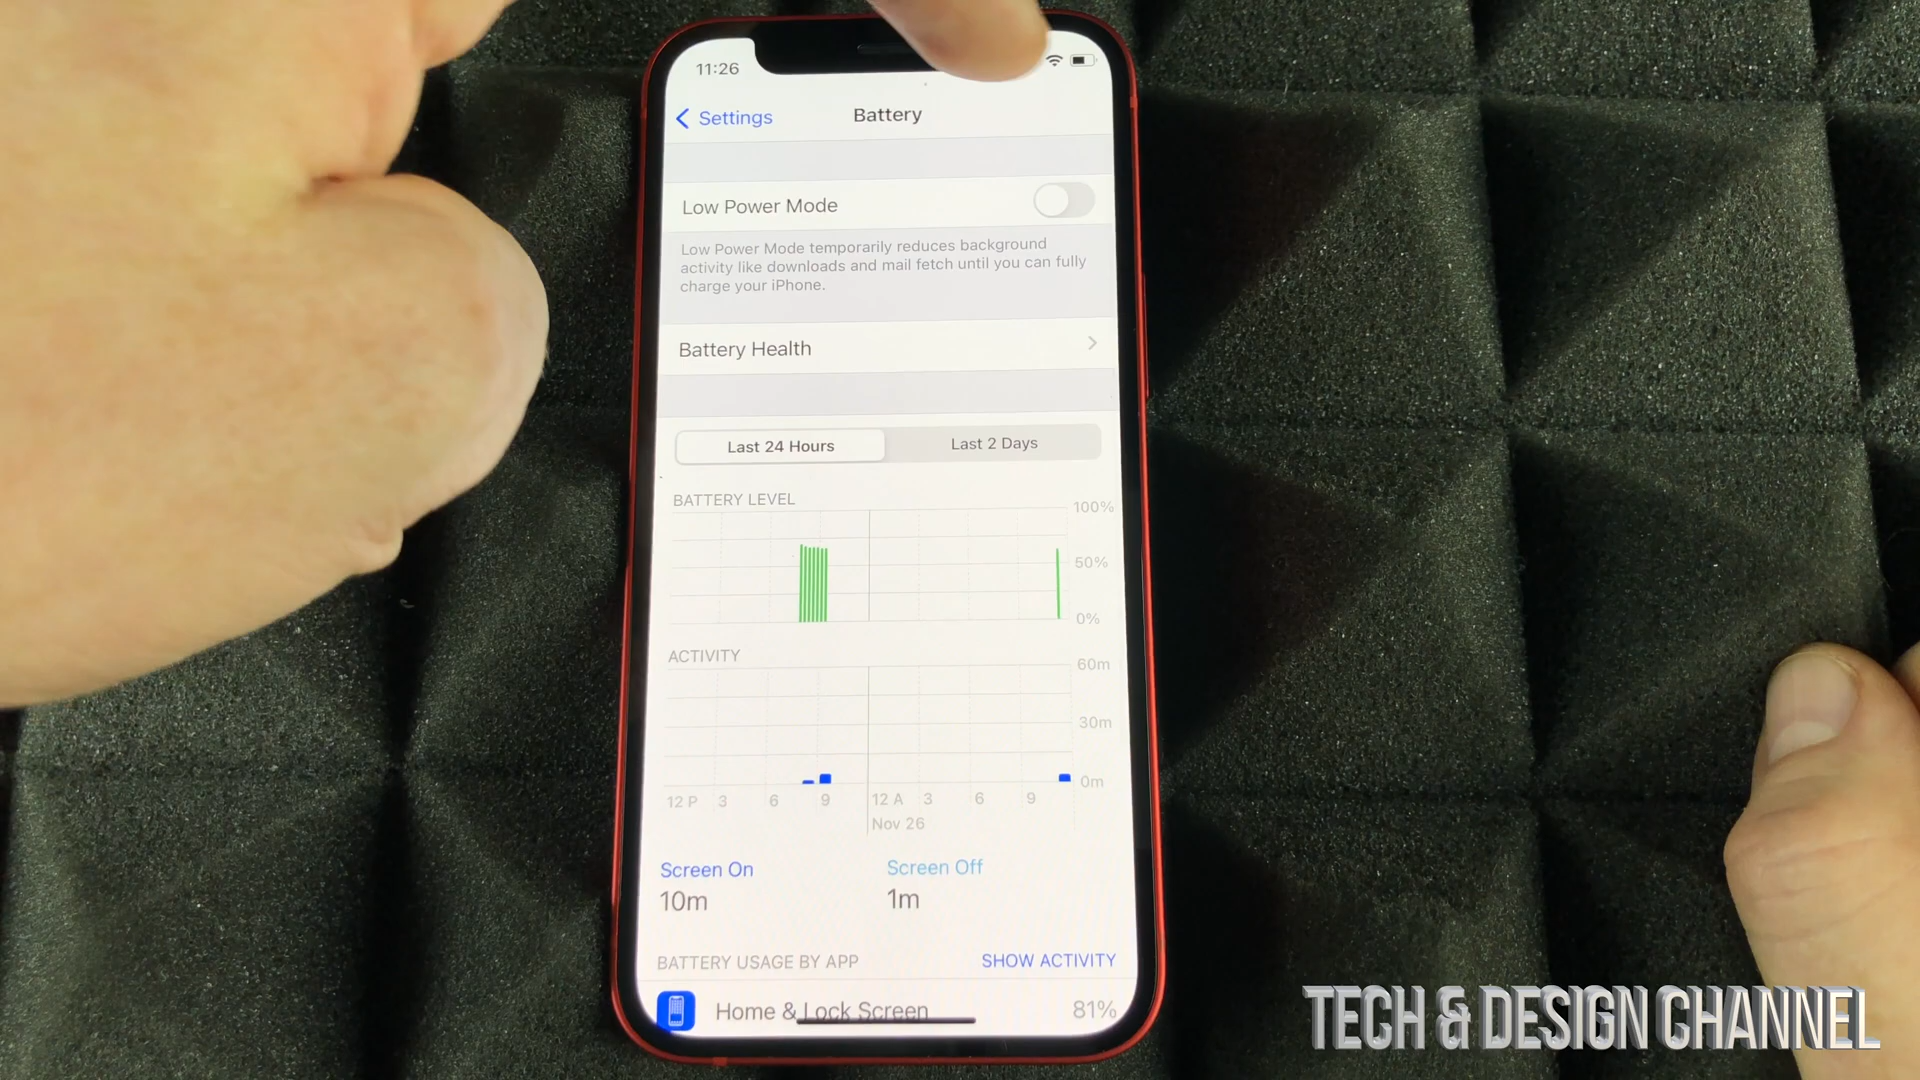 11:26
Settings
Battery
Low Power Mode
Low Power Mode temporarily reduces background
activity like downloads and mail fetch until you can fully
charge your iPhone.
Battery Health
Last 24 Hours
Last 2 Days
BATTERY LEVEL
100%
50%
0%
ACTIVITY
60m
30m
0m
12 P 3 6 9 12 A 3 6 9
Nov 26
Screen On
Screen Off
10m
1m
BATTERY USAGE BY APP
SHOW ACTIVITY
Home & Lock Screen
81%
TECH & DESIGN CHANNEL